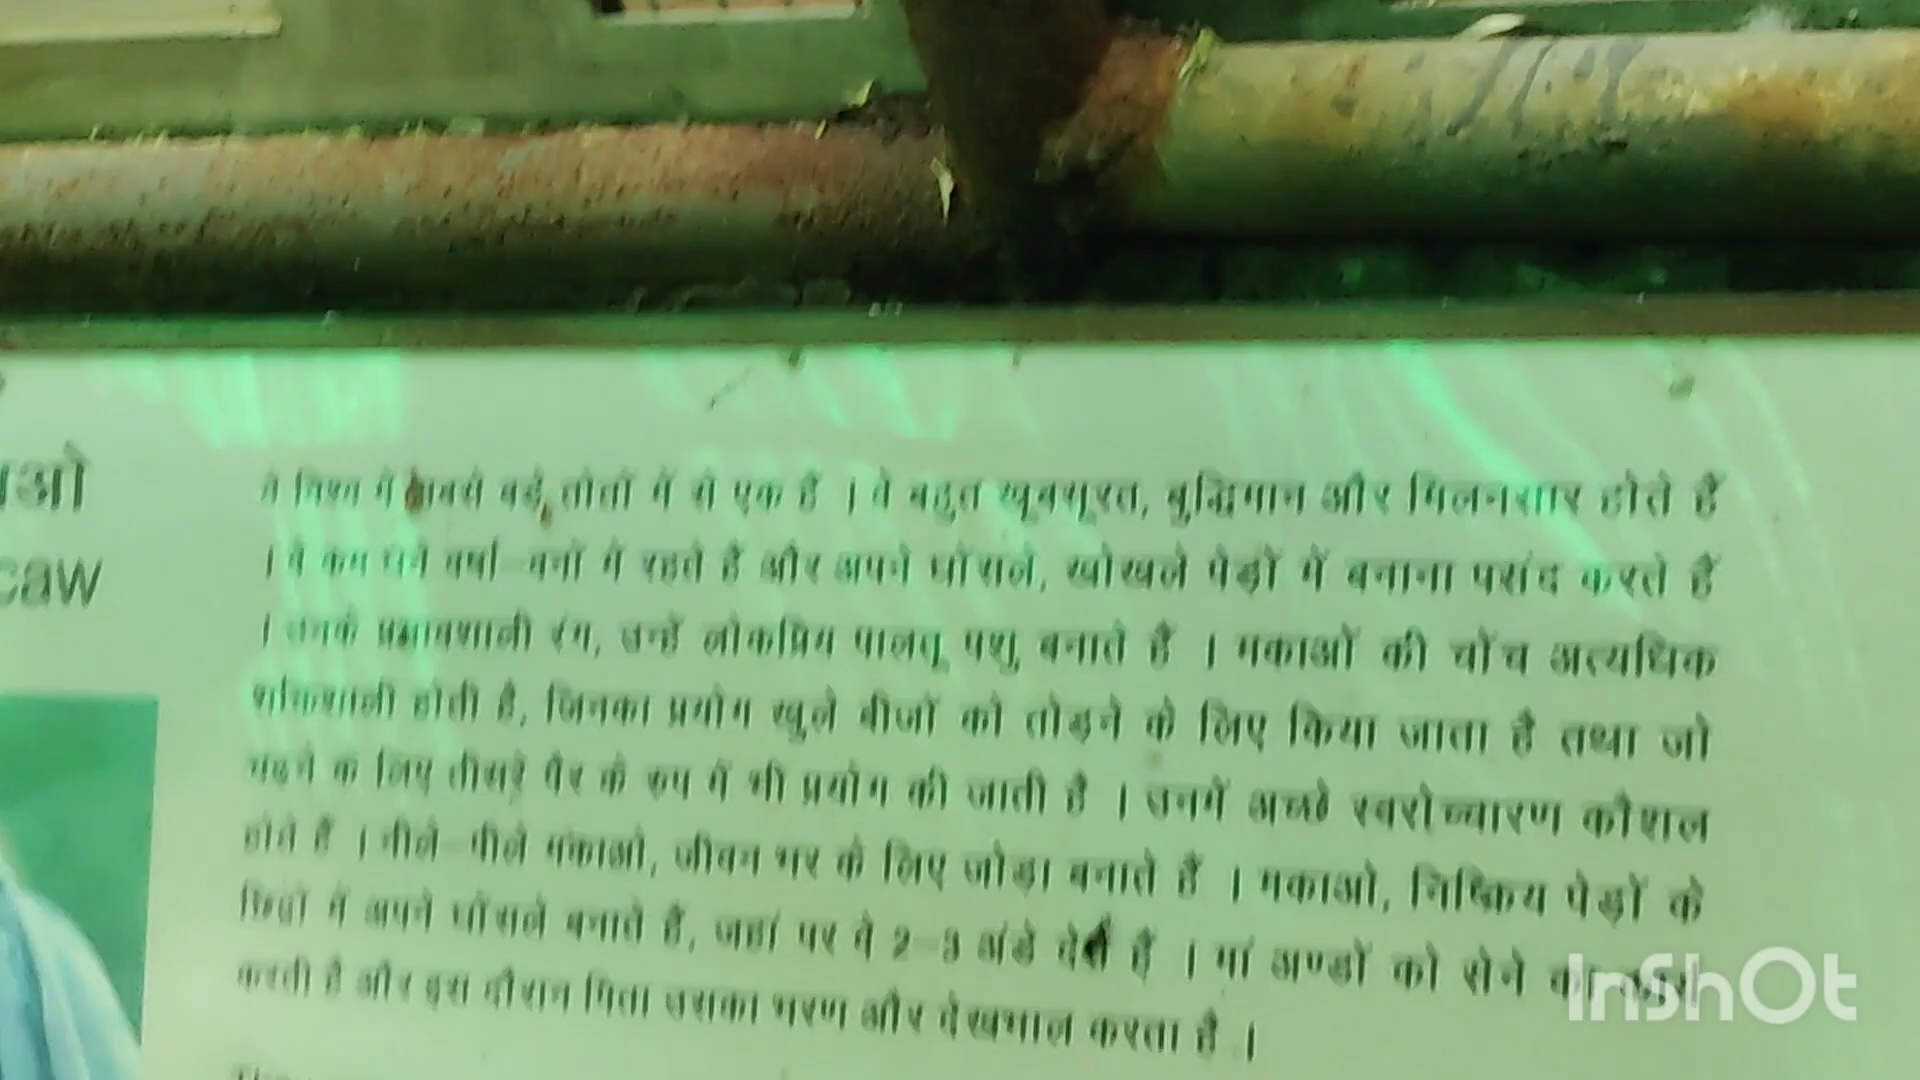 caw
वे विश्व में सबसे बड़े तोतों में से एक हैं । वे बहुत खूबसूरत, बुद्धिमान और मिलनसार होते हैं
। वे कम घने वर्षा-वनों में रहते हैं और अपने घोंसले, खोखले पेड़ों में बनाना पसंद करते हैं
। उनके प्रभावशाली रंग, उन्हें लोकप्रिय पालतू पशु बनाते हैं । मकाओं की चोंच अत्यधिक
शक्तिशाली होती है, जिनका प्रयोग खुले बीजों को तोड़ने के लिए किया जाता है तथा जो
चढ़ने के लिए तीसरे पैर के रुप में भी प्रयोग की जाती है । उनमें अच्छे स्वरोच्चारण कौशल
होते हैं । नीले-पीले मकाओ, जीवन भर के लिए जोड़ा बनाते हैं । मकाओ, निष्क्रिय पेड़ों के
छिद्रों में अपने घोंसले बनाते हैं, जहां पर वे 2-3 अंडे देते हैं । मां अण्डों को सेने का कार्य
करती है और इस दौरान पिता उसका भरण और देखभाल करता है ।
InShOt